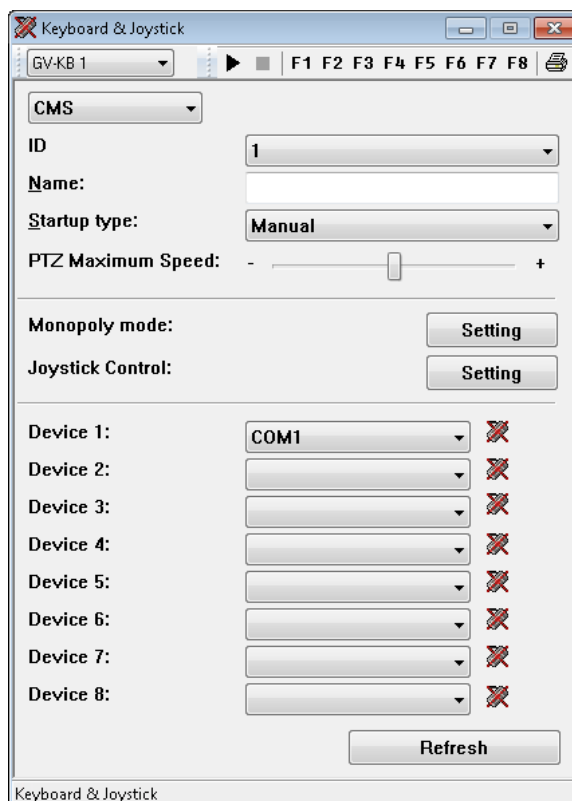 Keyboard & Joystick
GV-KB 1 F1 F2 F3 F4 F5 F6 F7 F8
CMS
ID 1
Name:
Startup type: Manual
PTZ Maximum Speed: - +
Monopoly mode: Setting
Joystick Control: Setting
Device 1: COM1
Device 2:
Device 3:
Device 4:
Device 5:
Device 6:
Device 7:
Device 8:
Refresh
Keyboard & Joystick